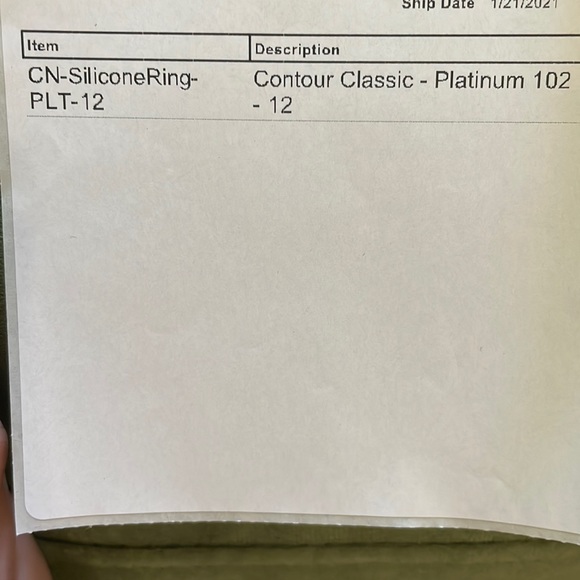 Ship Date 1/21/2021
Item Description
CN-SiliconeRing- Contour Classic - Platinum 102
PLT-12 - 12